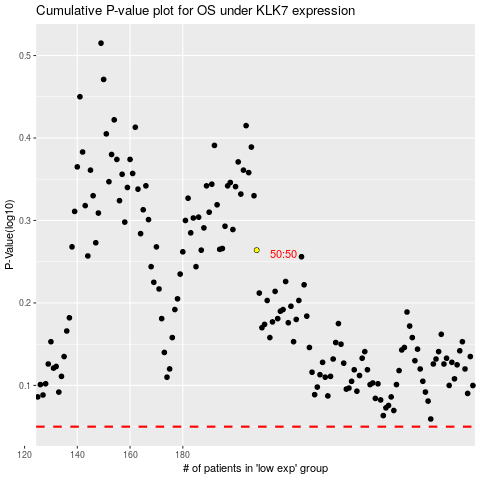 Cumulative P-value plot for OS under KLK7 expression
P-Value(log10)
0.5
0.4
0.3
0.2
0.1
50:50
120 140 160 180
# of patients in 'low exp' group